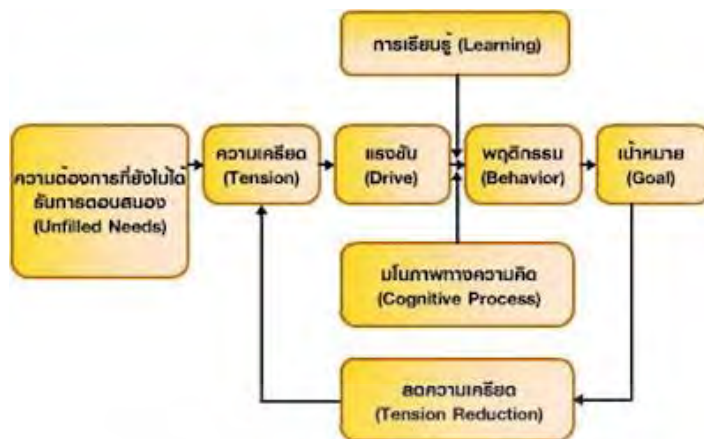 การเรียนรู้ (Learning)
ความต้องการที่ยังไม่ได้
รับการตอบสนอง
(Unfilled Needs)
ความเครียด
(Tension)
แรงขับ
(Drive)
พฤติกรรม
(Behavior)
เป้าหมาย
(Goal)
มโนภาพทางความคิด
(Cognitive Process)
ลดความเครียด
(Tension Reduction)